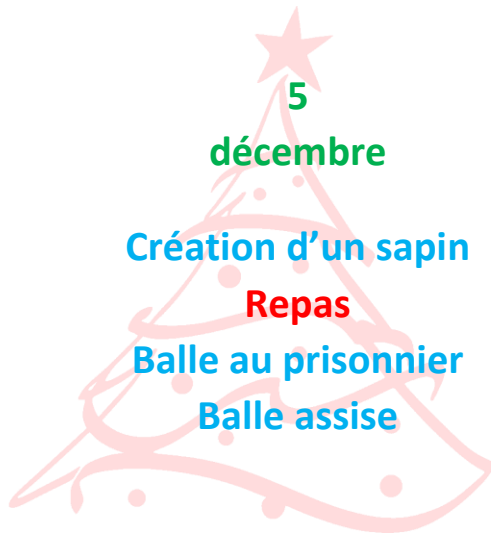 5
décembre
Création d’un sapin
Repas
Balle au prisonnier
Balle assise